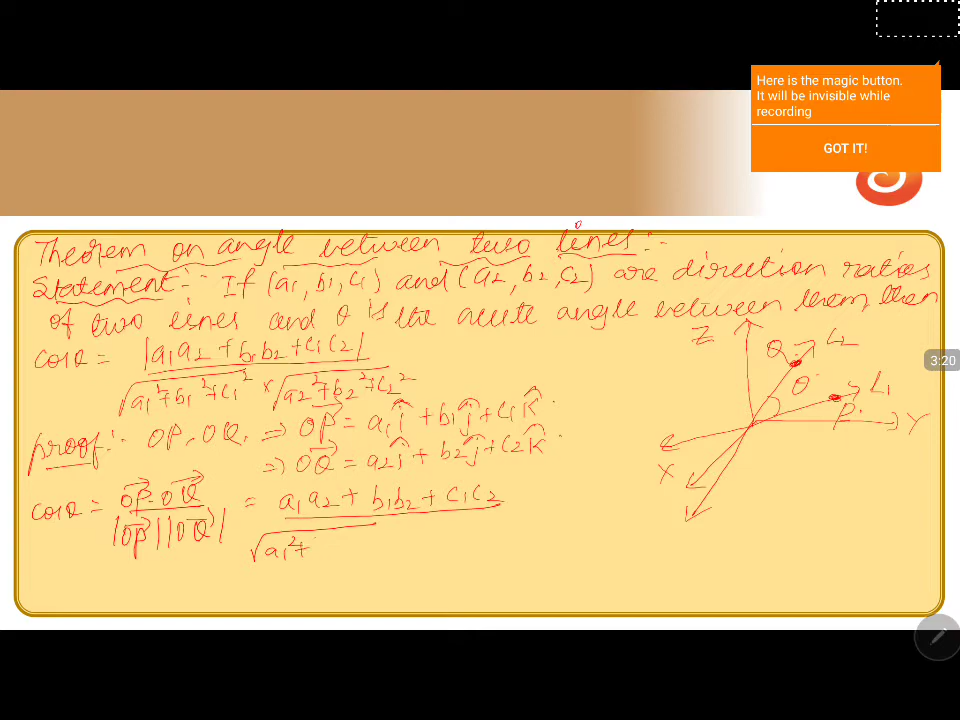 Here is the magic button.
It will be invisible while
recording
GOT IT!
Theorem on angle between two lines:-
Statement:- If (a1, b1, c1) and (a2, b2, c2) are direction ratios
of two lines and θ is the acute angle between them, then
cosθ = |a1a2 + b1b2 + c1c2| / √a1²+b1²+c1² × √a2²+b2²+c2²
proof:- OP, OQ. ⇒ OP⃗ = a1î + b1ĵ + c1k̂
⇒ OQ⃗ = a2î + b2ĵ + c2k̂
cosθ = OP⃗·OQ⃗ / |OP⃗||OQ⃗| = a1a2 + b1b2 + c1c2 / √a1²+
Z
Q
L2
θ
L1
P
Y
X
3:20